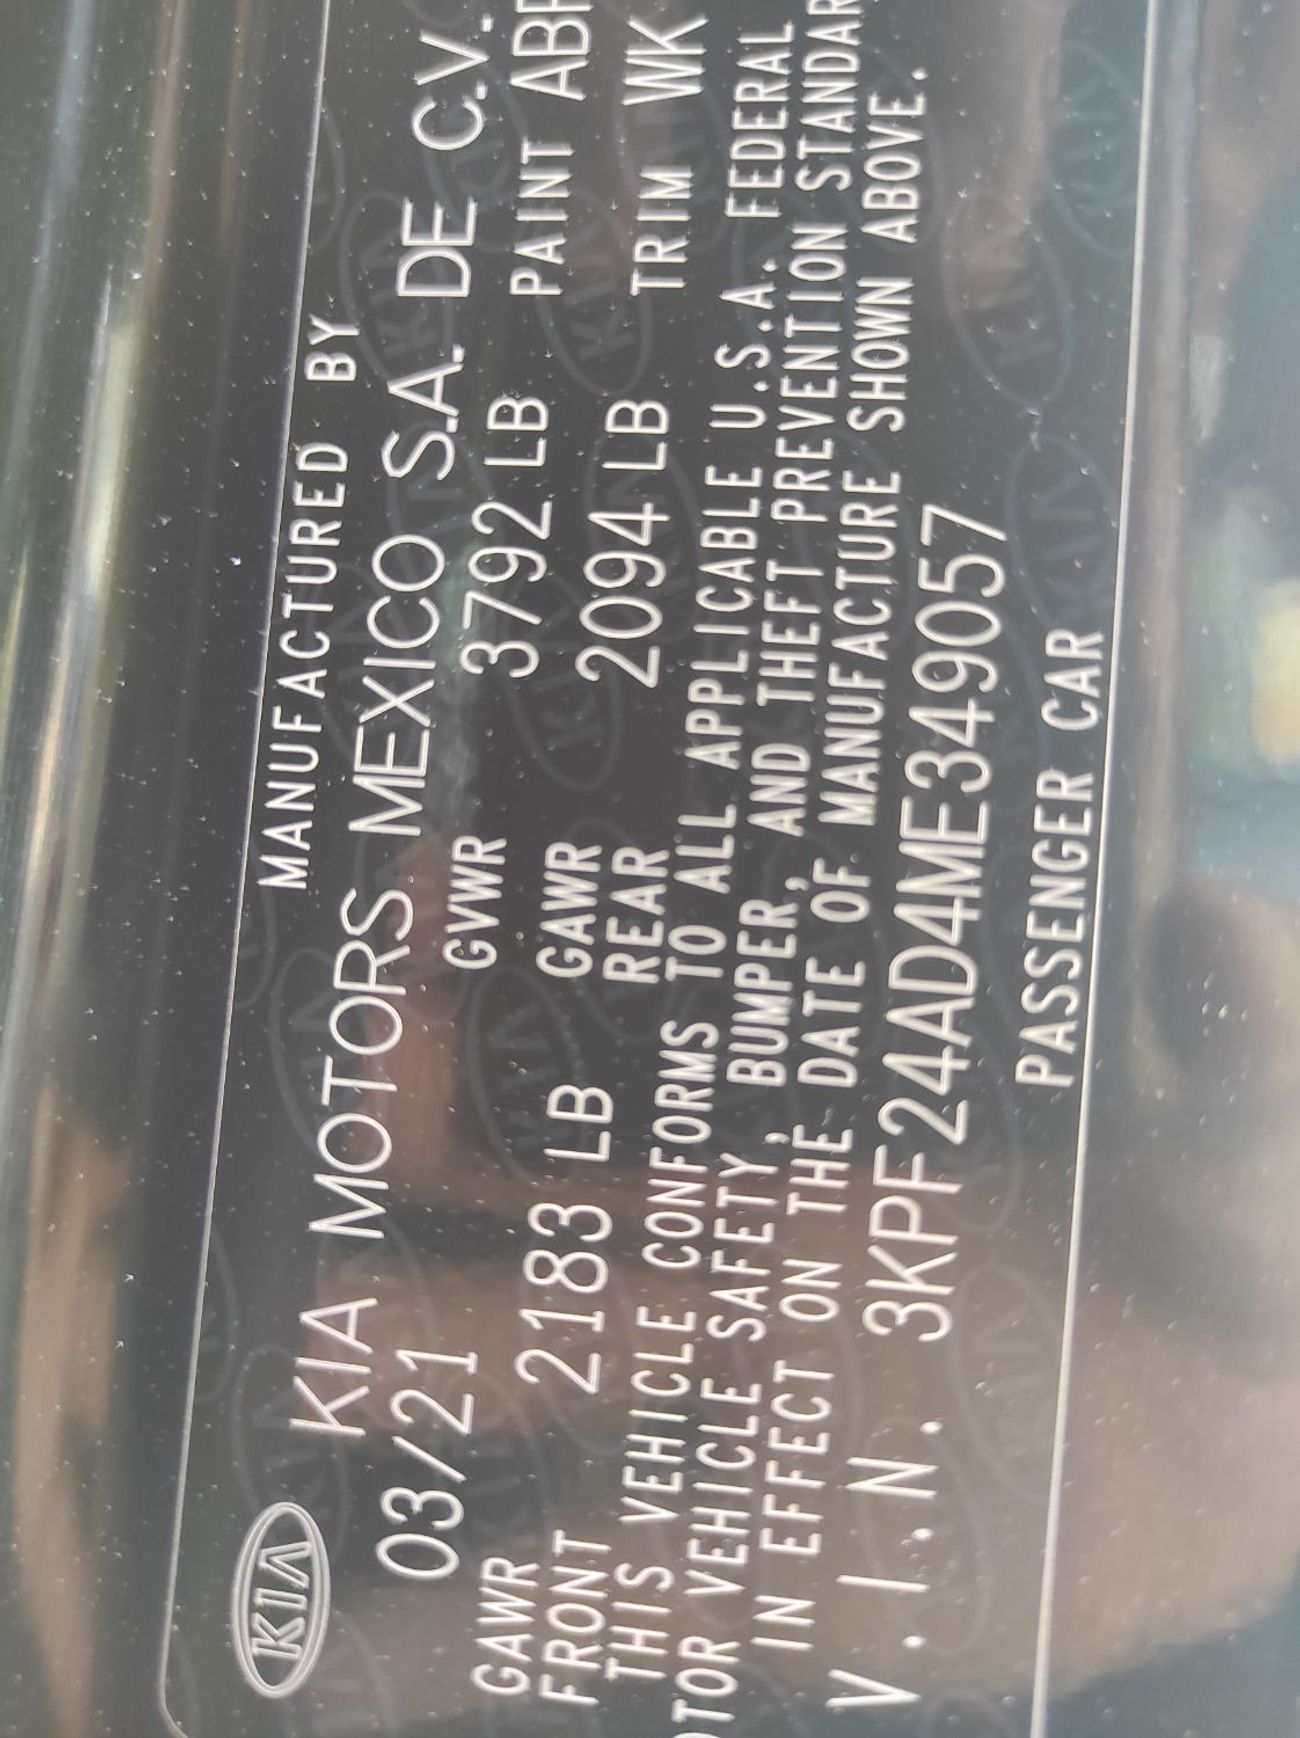 KIA
MANUFACTURED BY
KIA MOTORS MEXICO S.A. DE C.V.
03/21
GVWR 3792 LB PAINT
GAWR FRONT 2183 LB GAWR REAR 2094 LB TRIM WK
THIS VEHICLE CONFORMS TO ALL APPLICABLE U.S.A. FEDERAL
VEHICLE SAFETY, BUMPER, AND THEFT PREVENTION
IN EFFECT ON THE DATE OF MANUFACTURE SHOWN ABOVE.
V.I.N. 3KPF24AD4ME349057
PASSENGER CAR